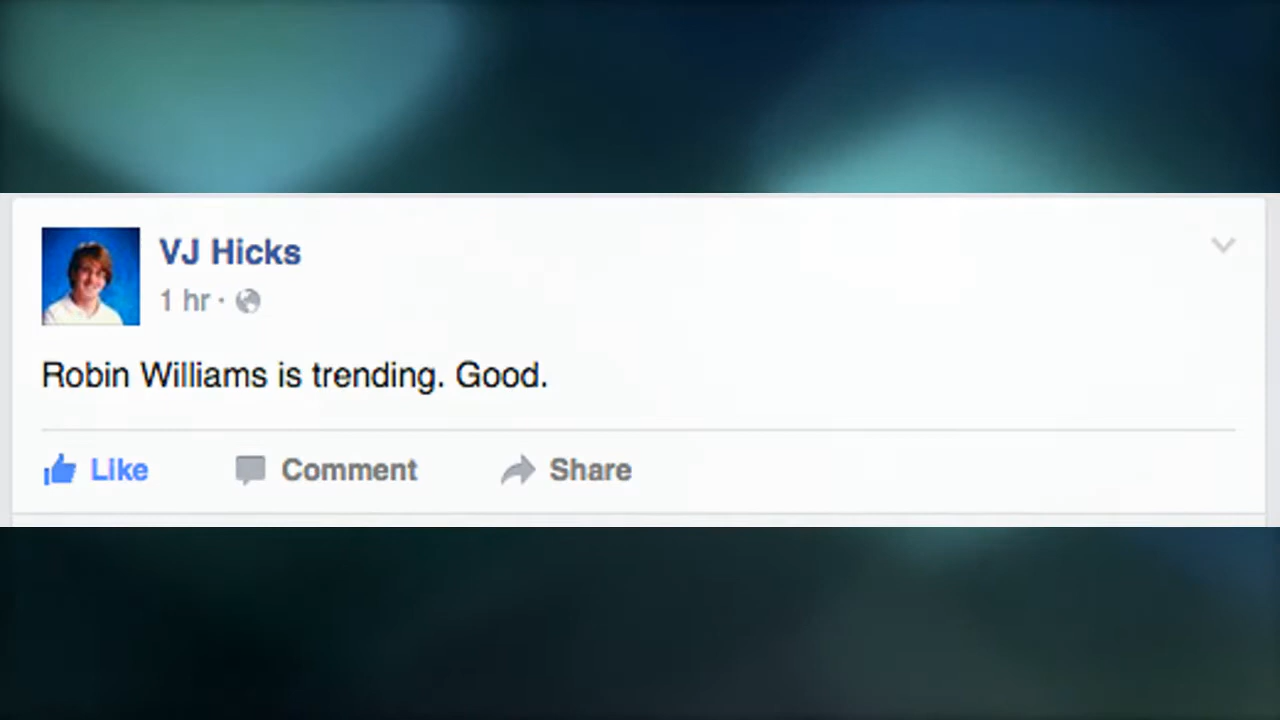 VJ Hicks
1 hr ·
Robin Williams is trending. Good.
Like Comment Share